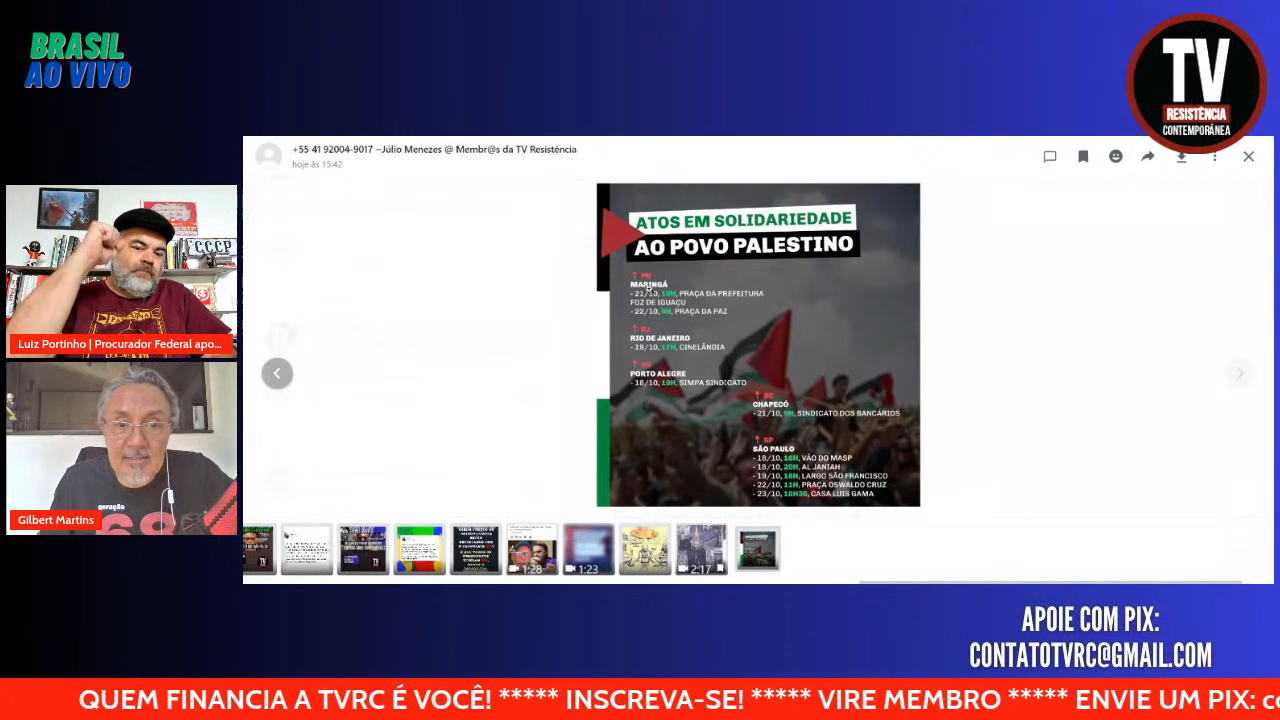 BRASIL
AO VIVO
TV
RESISTÊNCIA
CONTEMPORÂNEA
+55 41 92004-9017 ~Júlio Menezes @ Membr@s da TV Resistência
hoje às 15:42
ATOS EM SOLIDARIEDADE
AO POVO PALESTINO
PR
MARINGÁ
- 21/10, 10H, PRAÇA DA PREFEITURA
FOZ DE IGUAÇU
- 22/10, 9H, PRAÇA DA PAZ
RJ
RIO DE JANEIRO
- 19/10, 17H, CINELÂNDIA
PORTO ALEGRE
- 18/10, 19H, SIMPA SINDICATO
SC
CHAPECÓ
- 21/10, 9H, SINDICATO DOS BANCÁRIOS
SP
SÃO PAULO
- 18/10, 16H, VÃO DO MASP
- 18/10, 20H, AL JANIAH
- 19/10, 18H, LARGO SÃO FRANCISCO
- 22/10, 11H, PRAÇA OSWALDO CRUZ
- 23/10, 18H30, CASA LUIS GAMA
CCCP
Luiz Portinho | Procurador Federal apo...
geração
68
Gilbert Martins
1:28
1:23
2:17
APOIE COM PIX:
CONTATOTVRC@GMAIL.COM
QUEM FINANCIA A TVRC É VOCÊ! ***** INSCREVA-SE! ***** VIRE MEMBRO ***** ENVIE UM PIX: co